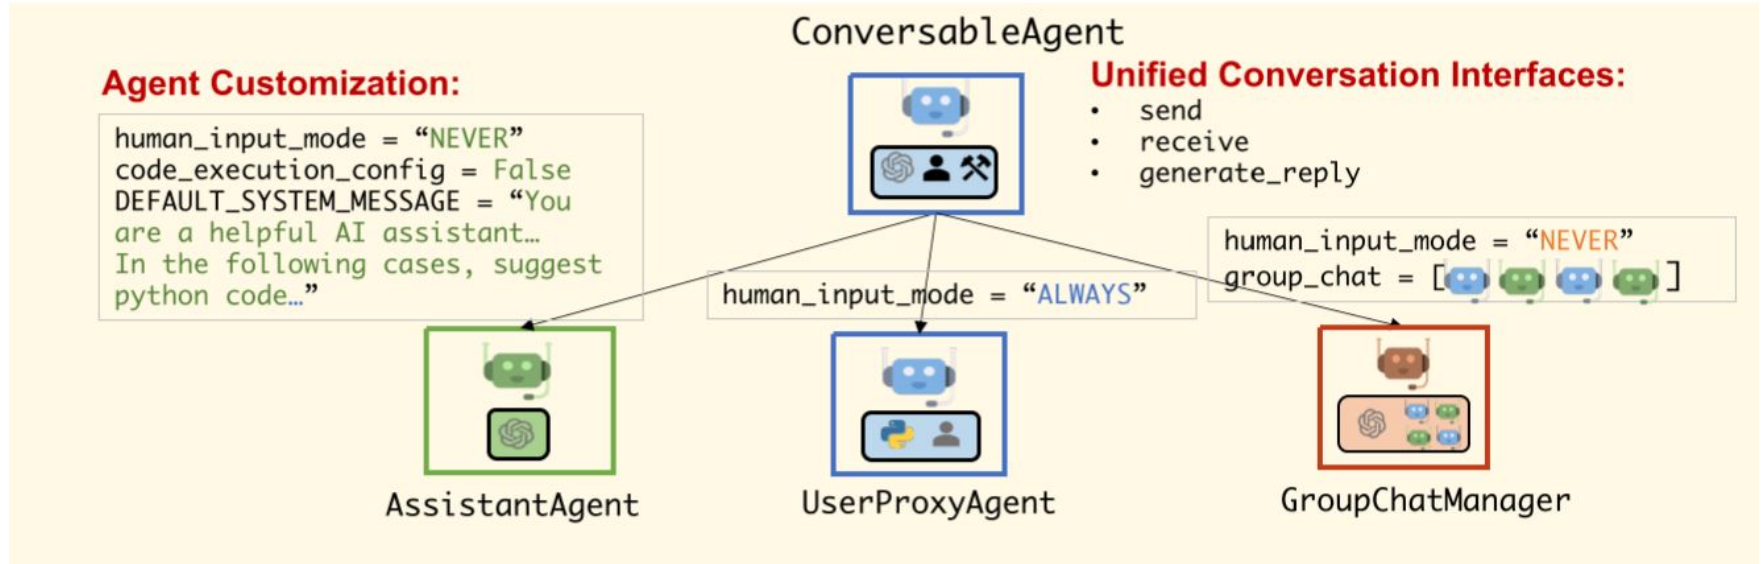 ConversableAgent
Agent Customization:
human_input_mode = “NEVER”
code_execution_config = False
DEFAULT_SYSTEM_MESSAGE = “You
are a helpful AI assistant…
In the following cases, suggest
python code…”
Unified Conversation Interfaces:
• send
• receive
• generate_reply
human_input_mode = “ALWAYS”
human_input_mode = “NEVER”
group_chat = [ ]
AssistantAgent
UserProxyAgent
GroupChatManager